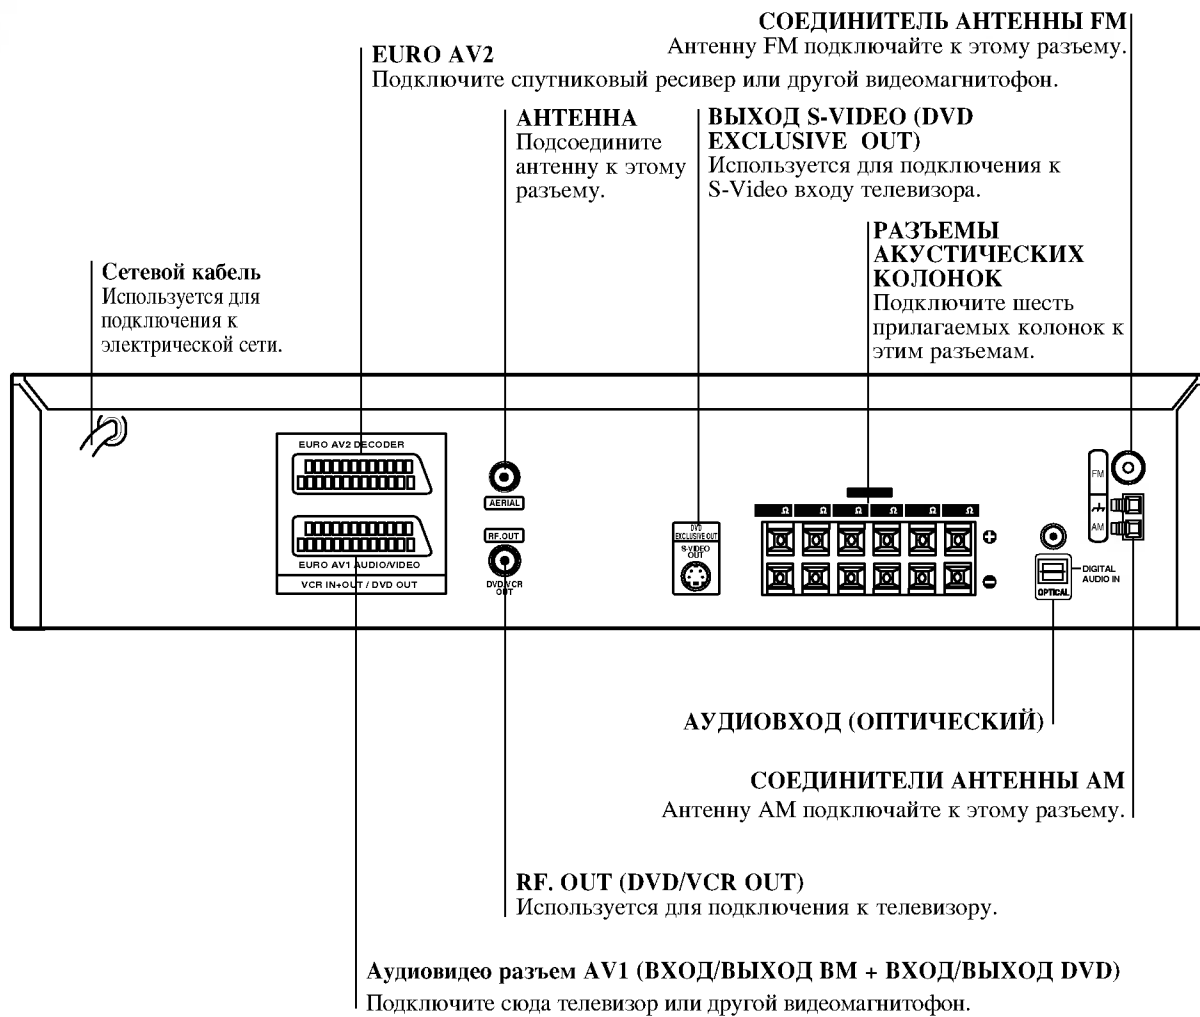 СОЕДИНИТЕЛЬ АНТЕННЫ FM
Антенну FM подключайте к этому разъему.
EURO AV2
Подключите спутниковый ресивер или другой видеомагнитофон.
АНТЕННА
Подсоедините
антенну к этому
разъему.
ВЫХОД S-VIDEO (DVD
EXCLUSIVE OUT)
Используется для подключения к
S-Video входу телевизора.
РАЗЪЕМЫ
АКУСТИЧЕСКИХ
КОЛОНОК
Подключите шесть
прилагаемых колонок к
этим разъемам.
Сетевой кабель
Используется для
подключения к
электрической сети.
EURO AV2 DECODER
EURO AV1 AUDIO/VIDEO
VCR IN+OUT / DVD OUT
AERIAL
RF.OUT
DVD/VCR
OUT
DVD
EXCLUSIVE OUT
S-VIDEO
OUT
Ω Ω Ω Ω Ω Ω
+
−
FM
AM
DIGITAL
AUDIO IN
OPTICAL
АУДИОВХОД (ОПТИЧЕСКИЙ)
СОЕДИНИТЕЛИ АНТЕННЫ AM
Антенну AM подключайте к этому разъему.
RF. OUT (DVD/VCR OUT)
Используется для подключения к телевизору.
Аудиовидео разъем AV1 (ВХОД/ВЫХОД ВМ + ВХОД/ВЫХОД DVD)
Подключите сюда телевизор или другой видеомагнитофон.